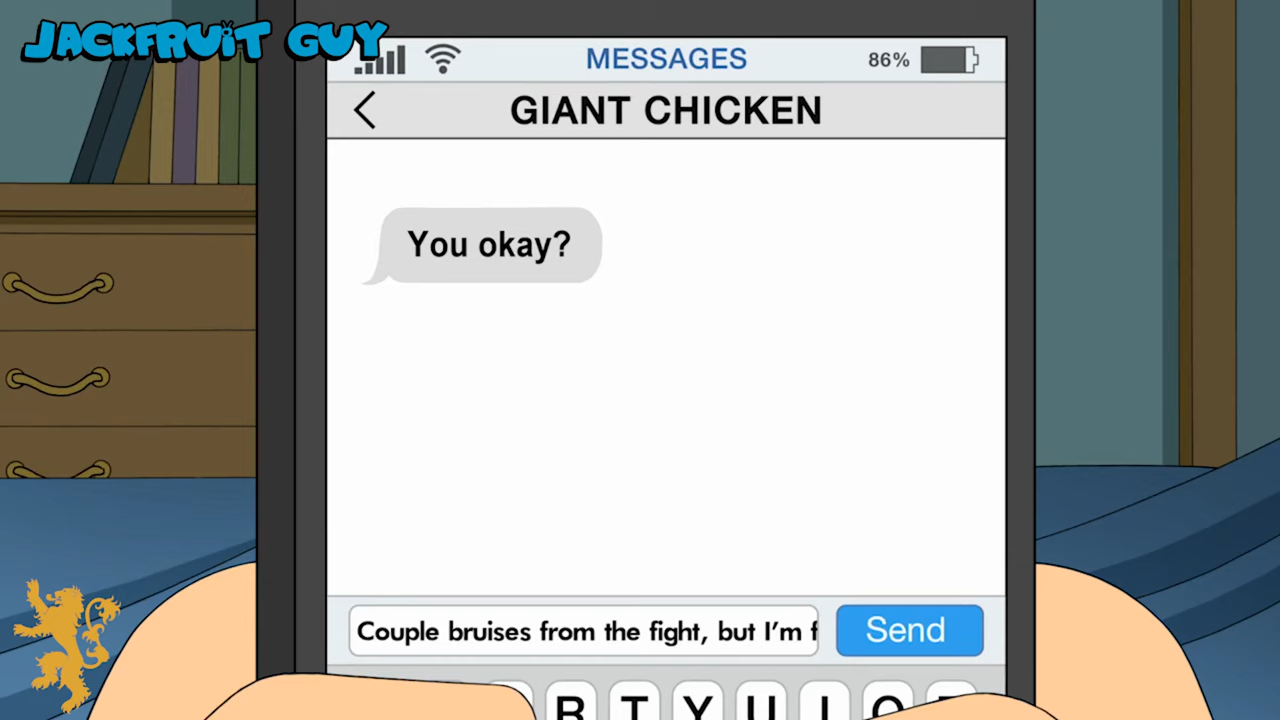 JACKFRUIT GUY
MESSAGES
86%
GIANT CHICKEN
You okay?
Couple bruises from the fight, but I'm f
Send
R T Y U I O